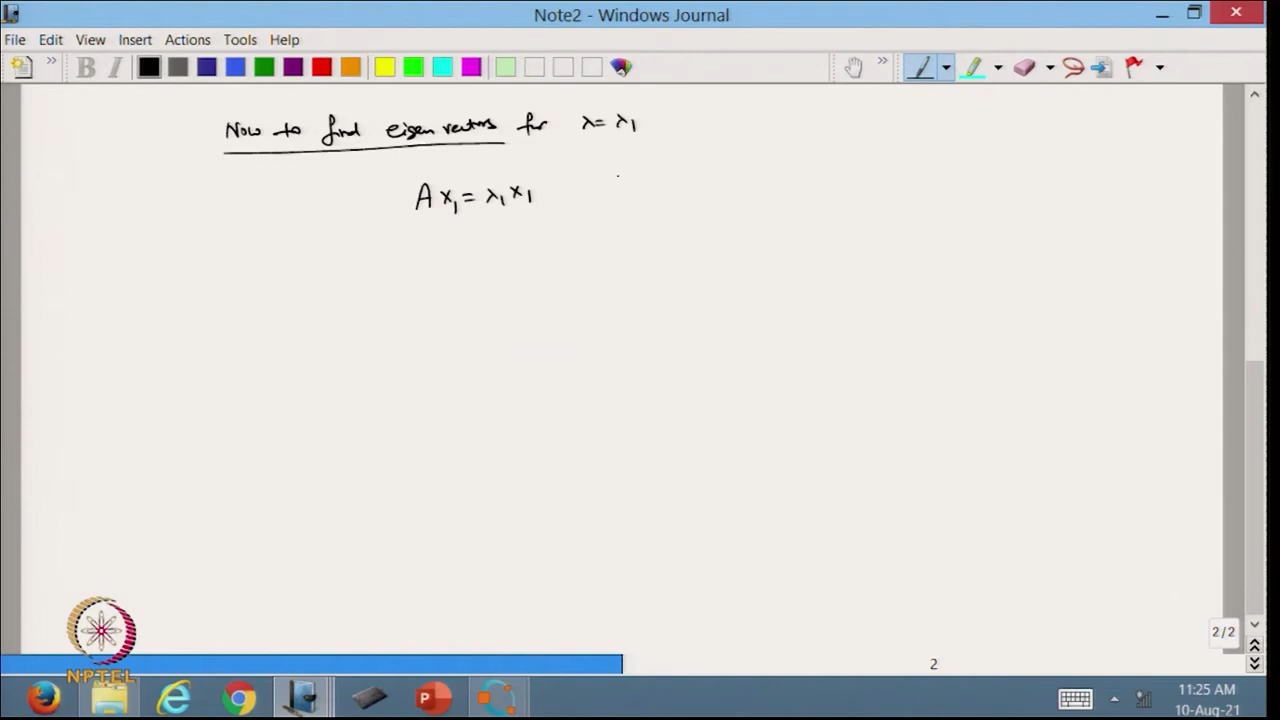 Note2 - Windows Journal
File Edit View Insert Actions Tools Help
B I
Now to find eigen vectors for λ = λ₁
A x₁ = λ₁ x₁
2/2
2
NPTEL
11:25 AM
10-Aug-21